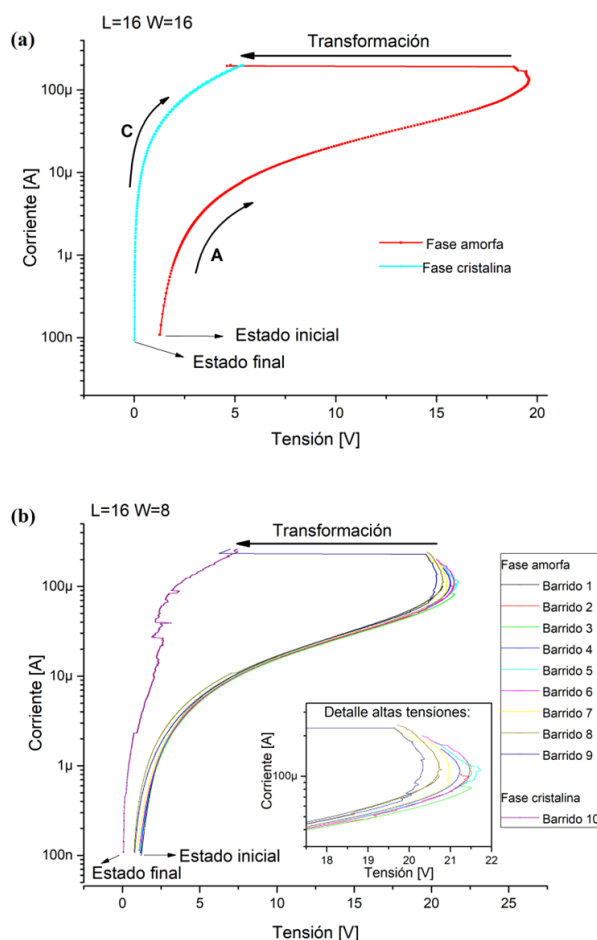 (a)
L=16 W=16
Transformación
C
A
Fase amorfa
Fase cristalina
Estado inicial
Estado final
Corriente [A]
100µ
10µ
1µ
100n
0
5
10
15
20
Tensión [V]
(b)
L=16 W=8
Transformación
Corriente [A]
100µ
10µ
1µ
100n
Fase amorfa
Barrido 1
Barrido 2
Barrido 3
Barrido 4
Barrido 5
Barrido 6
Barrido 7
Barrido 8
Barrido 9
Fase cristalina
Barrido 10
Detalle altas tensiones:
Corriente [A]
100µ
18
19
20
21
22
Tensión [V]
Estado inicial
Estado final
0
5
10
15
20
25
Tensión [V]